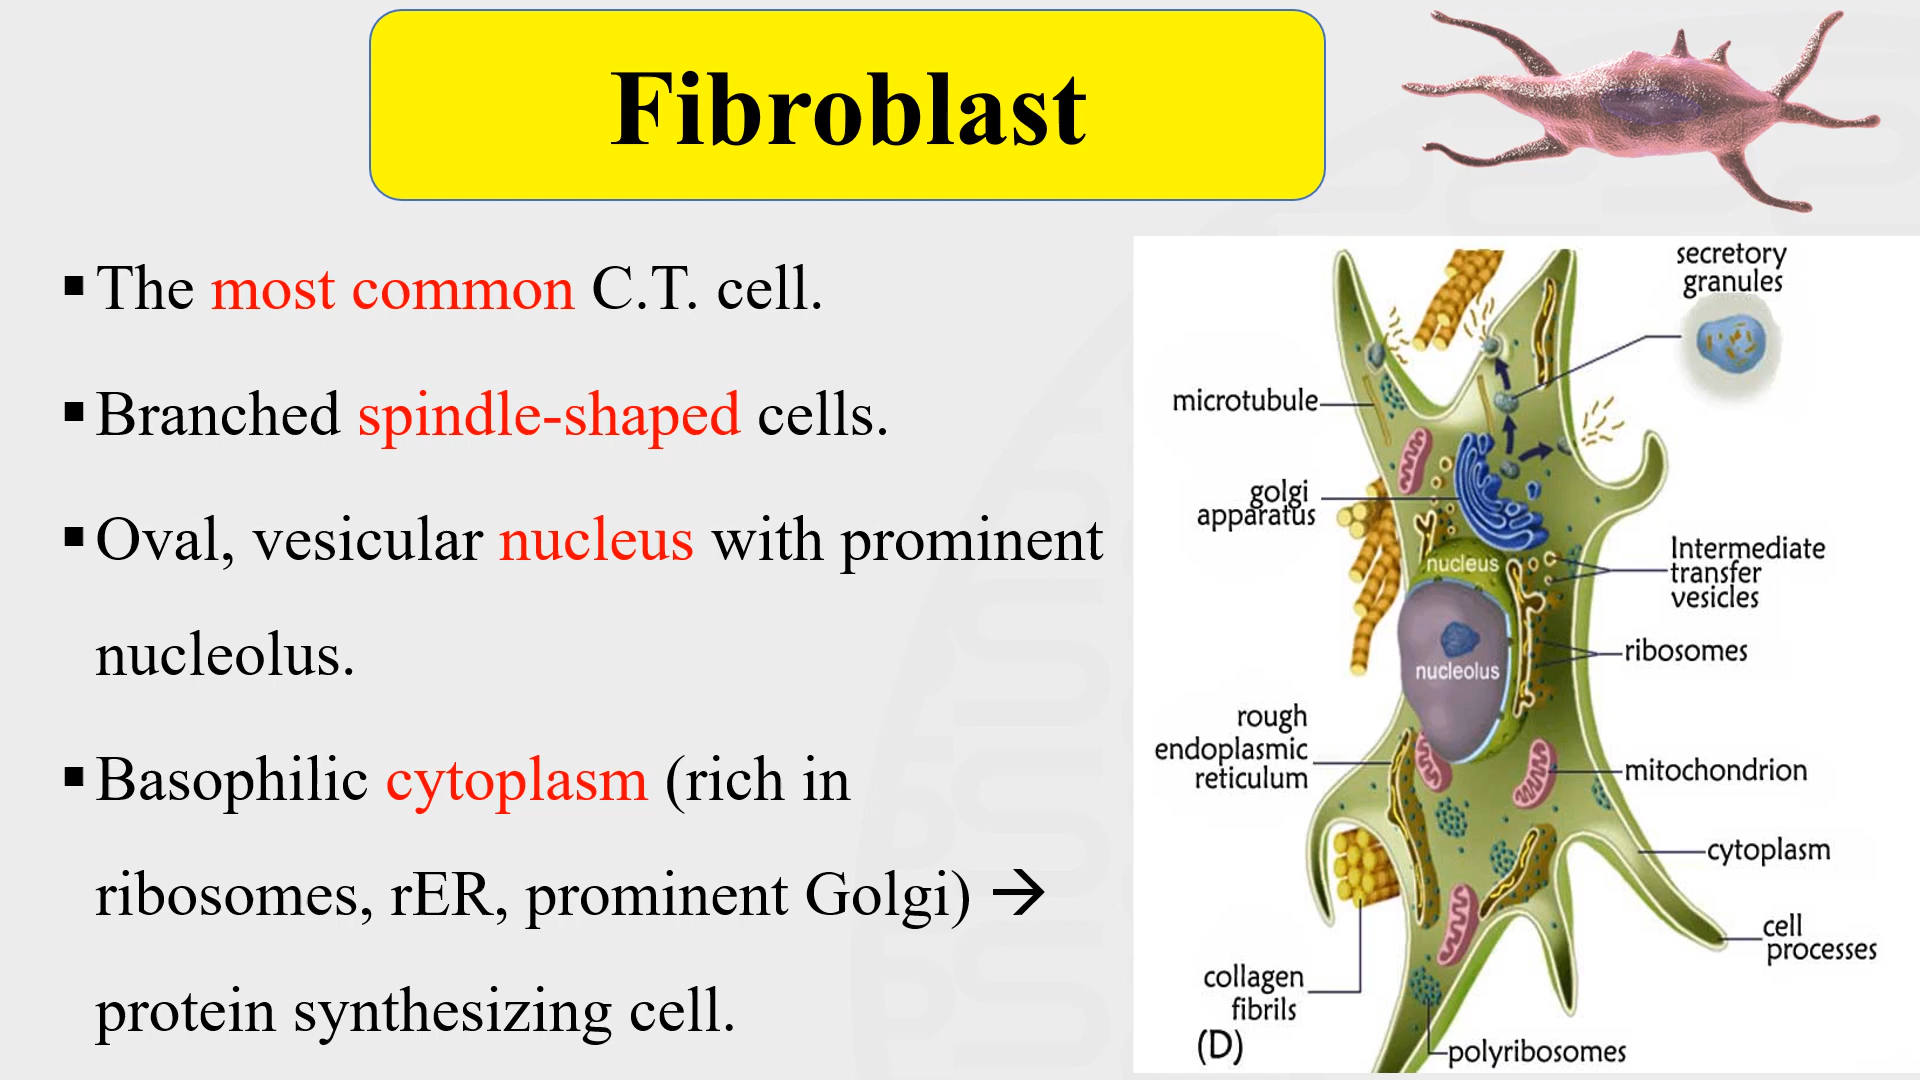 Fibroblast
▪ The most common C.T. cell.
▪ Branched spindle-shaped cells.
▪ Oval, vesicular nucleus with prominent
nucleolus.
▪ Basophilic cytoplasm (rich in
ribosomes, rER, prominent Golgi) →
protein synthesizing cell.
secretory
granules
microtubule
golgi
apparatus
nucleus
Intermediate
transfer
vesicles
ribosomes
nucleolus
rough
endoplasmic
reticulum
mitochondrion
cytoplasm
cell
processes
collagen
fibrils
(D)
polyribosomes